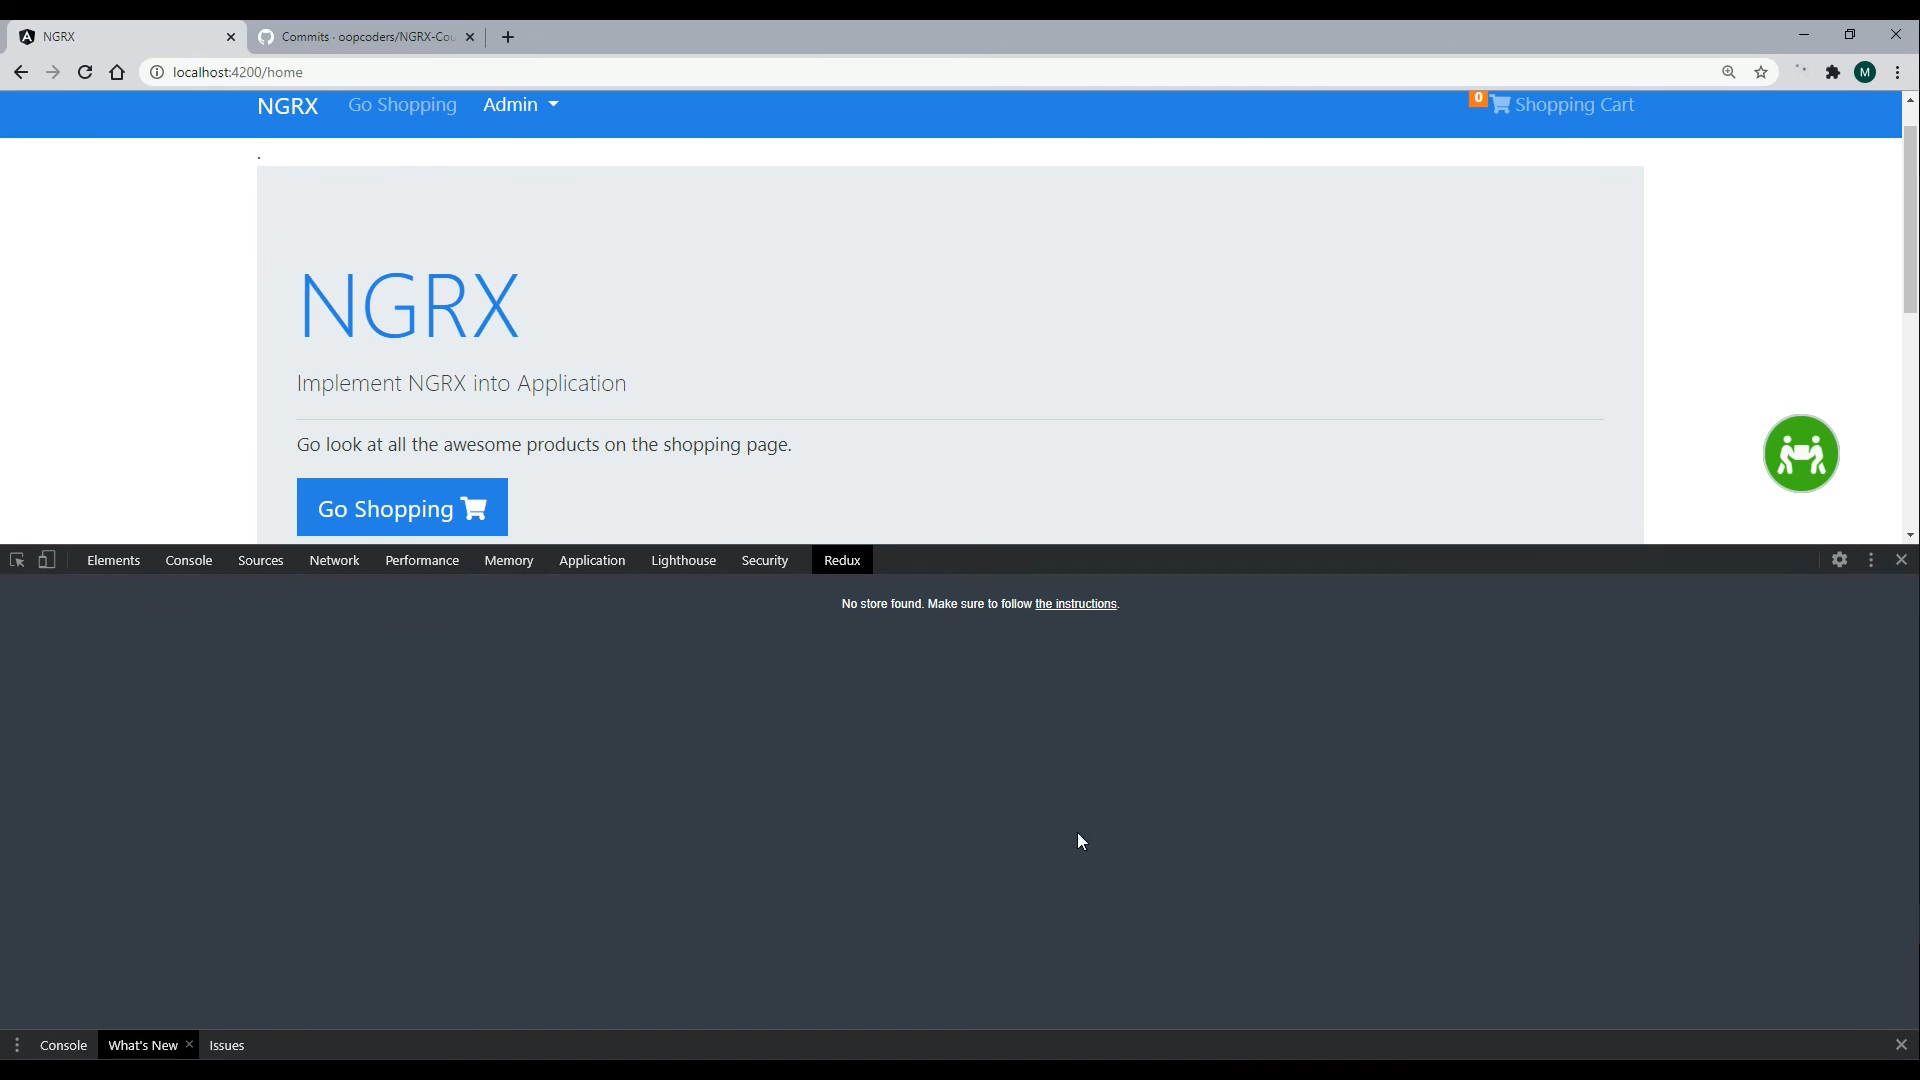 NGRX
Commits · oopcoders/NGRX-Cou
localhost:4200/home
M
NGRX Go Shopping Admin 0 Shopping Cart
.
NGRX
Implement NGRX into Application
Go look at all the awesome products on the shopping page.
Go Shopping
Elements Console Sources Network Performance Memory Application Lighthouse Security Redux
No store found. Make sure to follow the instructions.
Console What's New Issues